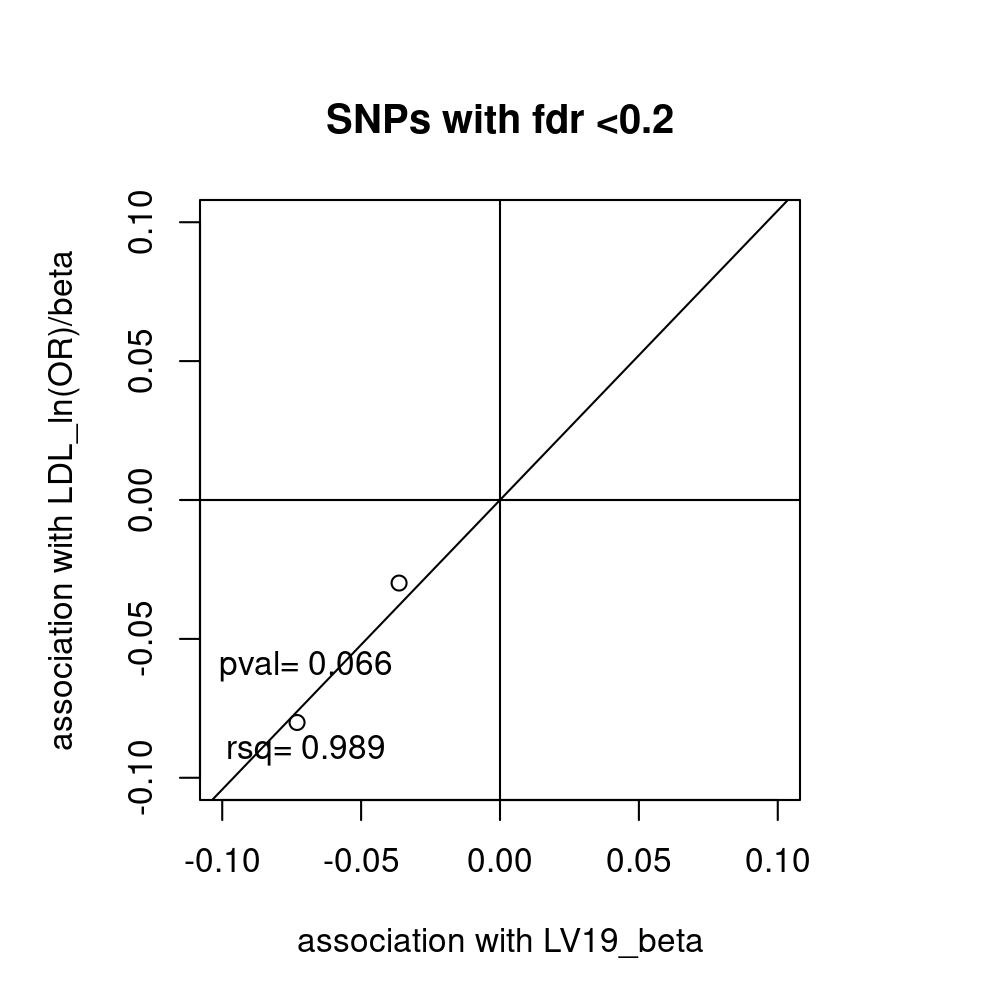 SNPs with fdr <0.2
association with LDL_ln(OR)/beta
0.10
0.05
0.00
-0.05
-0.10
pval= 0.066
rsq= 0.989
-0.10 -0.05 0.00 0.05 0.10
association with LV19_beta